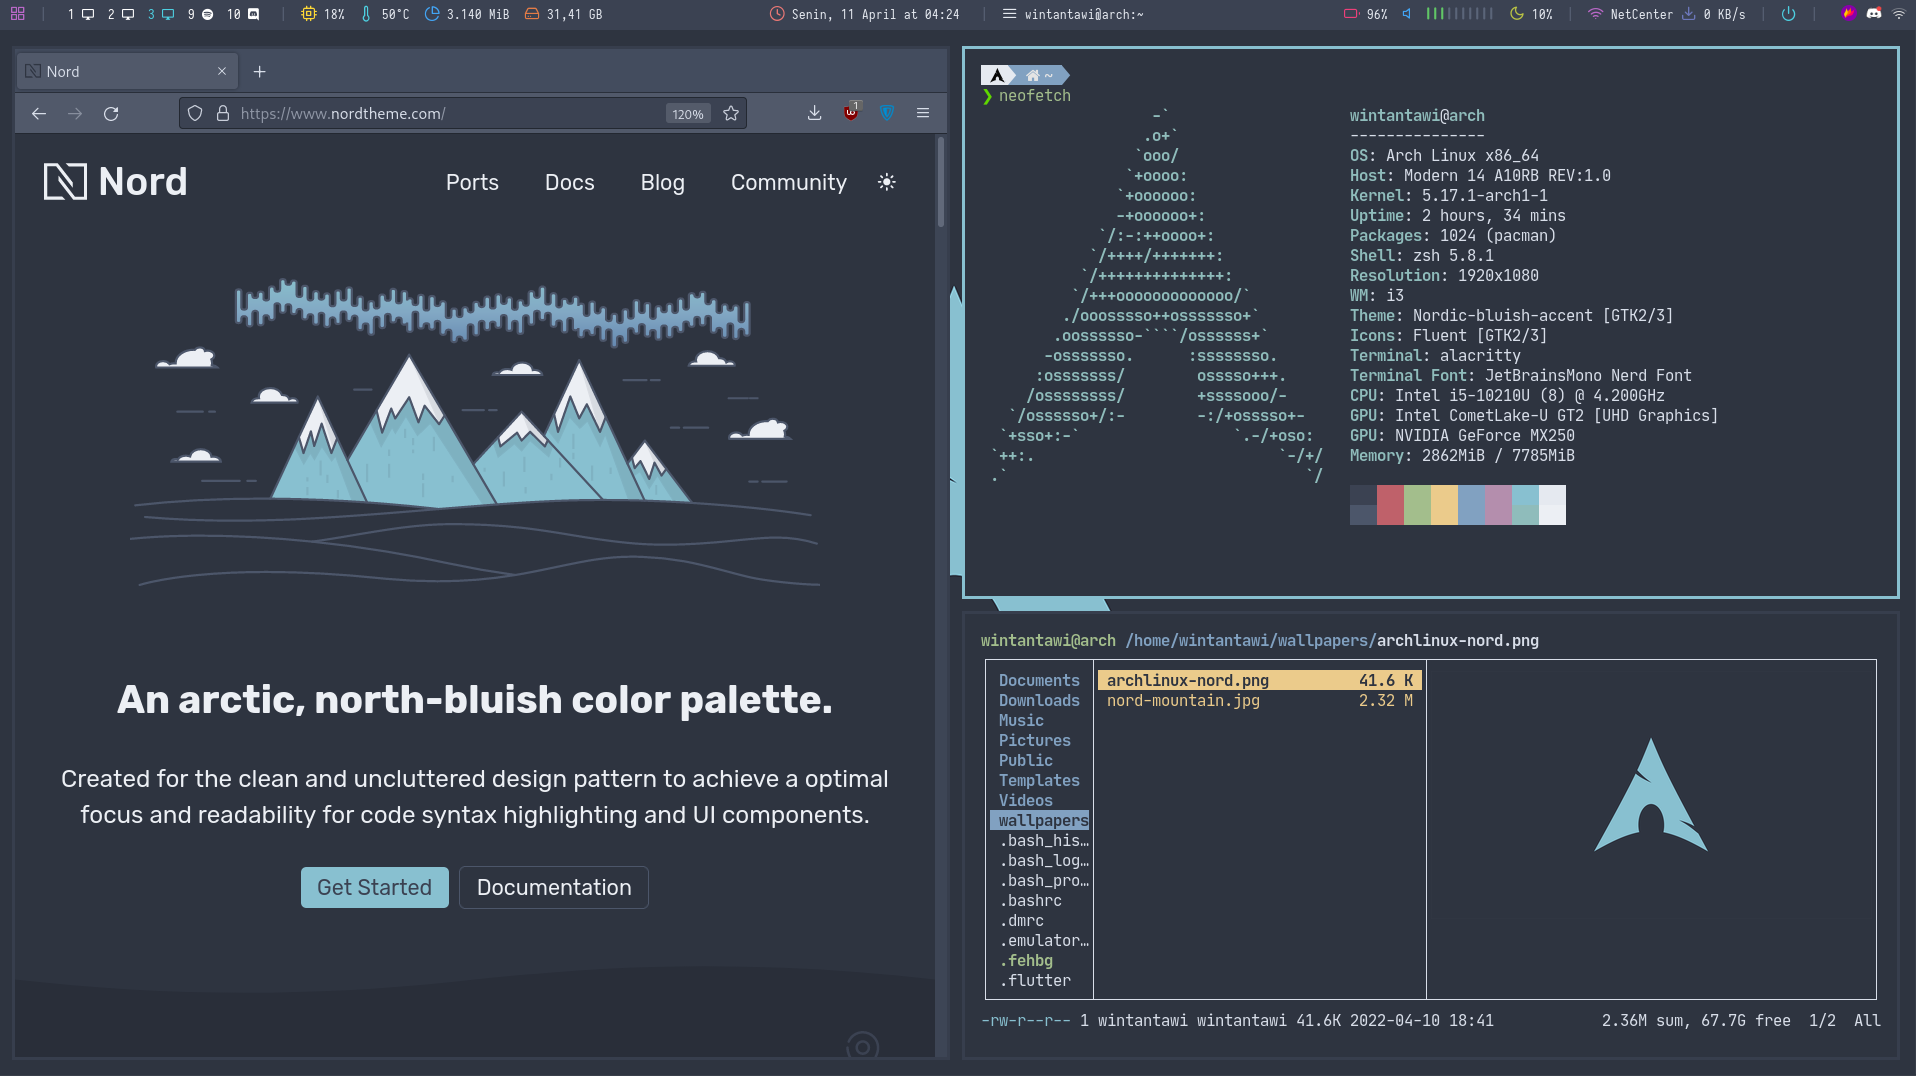 1 2 3 9 10 18% 50°C 3.140 MiB 31,41 GB Senin, 11 April at 04:24 wintantawi@arch:~ 96% 10% NetCenter 0 KB/s
Nord
https://www.nordtheme.com/ 120% 1
Nord Ports Docs Blog Community
An arctic, north-bluish color palette.
Created for the clean and uncluttered design pattern to achieve a optimal
focus and readability for code syntax highlighting and UI components.
Get Started Documentation
~
❯ neofetch
-`
.o+`
`ooo/
`+oooo:
`+oooooo:
-+oooooo+:
`/:-:++oooo+:
`/++++/+++++++:
`/++++++++++++++:
`/+++ooooooooooooo/`
./ooosssso++osssssso+`
.oossssso-````/ossssss+`
-osssssso. :ssssssso.
:osssssss/ osssso+++.
/ossssssss/ +ssssooo/-
`/ossssso+/:- -:/+osssso+-
`+sso+:-` `.-/+oso:
`++:. `-/+/
.` `/
wintantawi@arch
---------------
OS: Arch Linux x86_64
Host: Modern 14 A10RB REV:1.0
Kernel: 5.17.1-arch1-1
Uptime: 2 hours, 34 mins
Packages: 1024 (pacman)
Shell: zsh 5.8.1
Resolution: 1920x1080
WM: i3
Theme: Nordic-bluish-accent [GTK2/3]
Icons: Fluent [GTK2/3]
Terminal: alacritty
Terminal Font: JetBrainsMono Nerd Font
CPU: Intel i5-10210U (8) @ 4.200GHz
GPU: Intel CometLake-U GT2 [UHD Graphics]
GPU: NVIDIA GeForce MX250
Memory: 2862MiB / 7785MiB
wintantawi@arch /home/wintantawi/wallpapers/archlinux-nord.png
Documents
Downloads
Music
Pictures
Public
Templates
Videos
wallpapers
.bash_his…
.bash_log…
.bash_pro…
.bashrc
.dmrc
.emulator…
.fehbg
.flutter
archlinux-nord.png 41.6 K
nord-mountain.jpg 2.32 M
-rw-r--r-- 1 wintantawi wintantawi 41.6K 2022-04-10 18:41 2.36M sum, 67.7G free 1/2 All